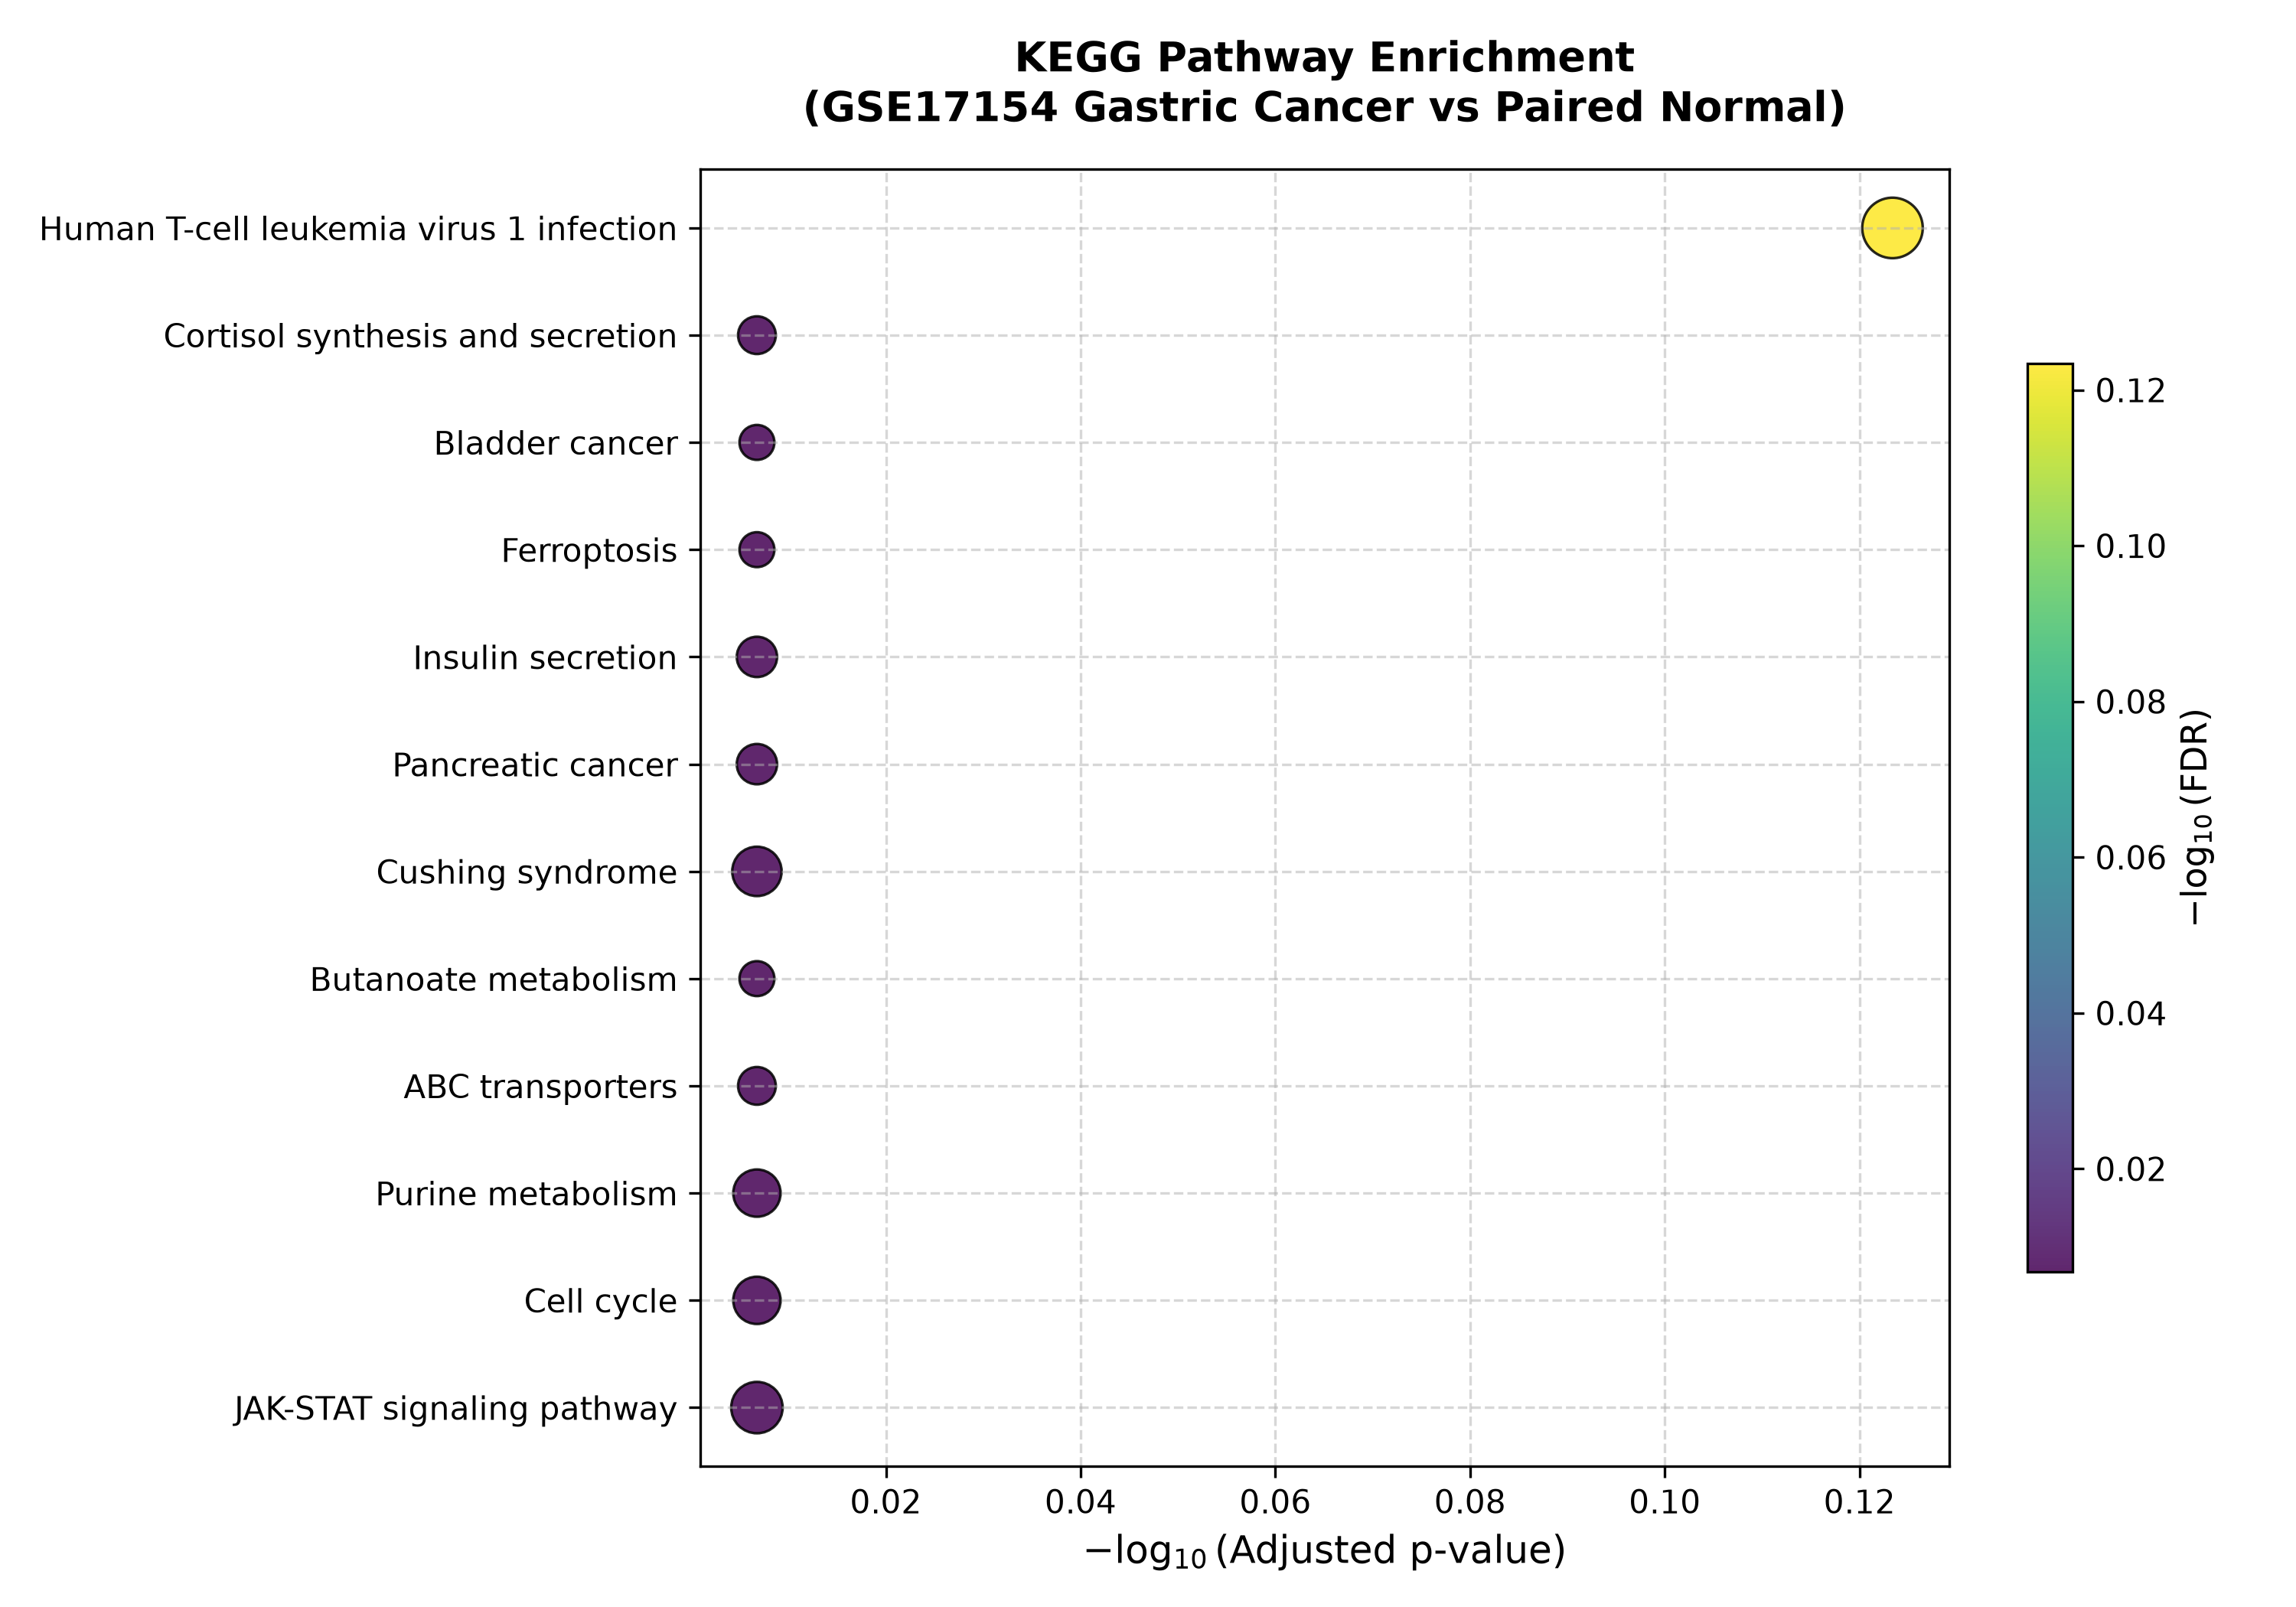 KEGG Pathway Enrichment
(GSE17154 Gastric Cancer vs Paired Normal)
Human T-cell leukemia virus 1 infection
Cortisol synthesis and secretion
Bladder cancer
Ferroptosis
Insulin secretion
Pancreatic cancer
Cushing syndrome
Butanoate metabolism
ABC transporters
Purine metabolism
Cell cycle
JAK-STAT signaling pathway
0.02 0.04 0.06 0.08 0.10 0.12
−log₁₀(Adjusted p-value)
0.12
0.10
0.08
0.06
0.04
0.02
−log₁₀(FDR)